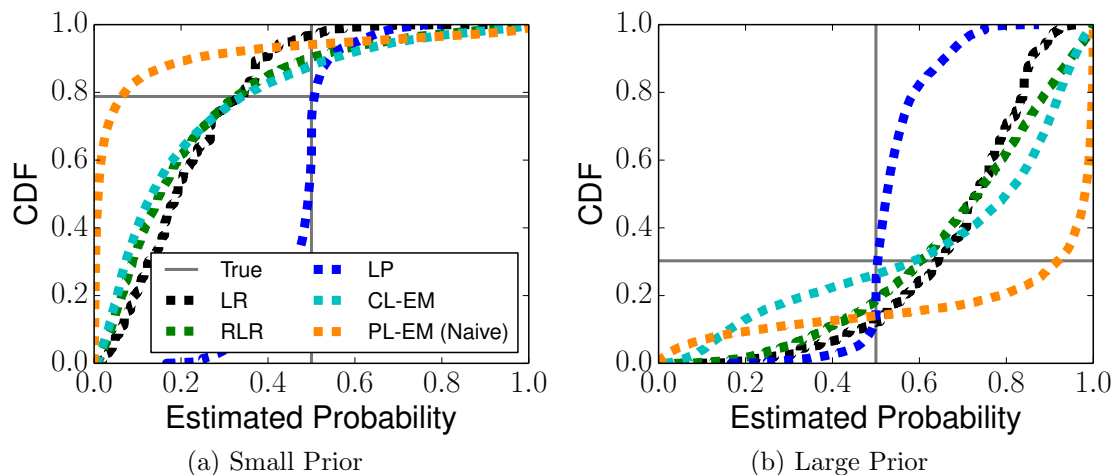 1.0
0.8
0.6
0.4
0.2
0.0
CDF
True
LR
RLR
LP
CL-EM
PL-EM (Naive)
0.0 0.2 0.4 0.6 0.8 1.0
Estimated Probability
(a) Small Prior
1.0
0.8
0.6
0.4
0.2
0.0
CDF
0.0 0.2 0.4 0.6 0.8 1.0
Estimated Probability
(b) Large Prior